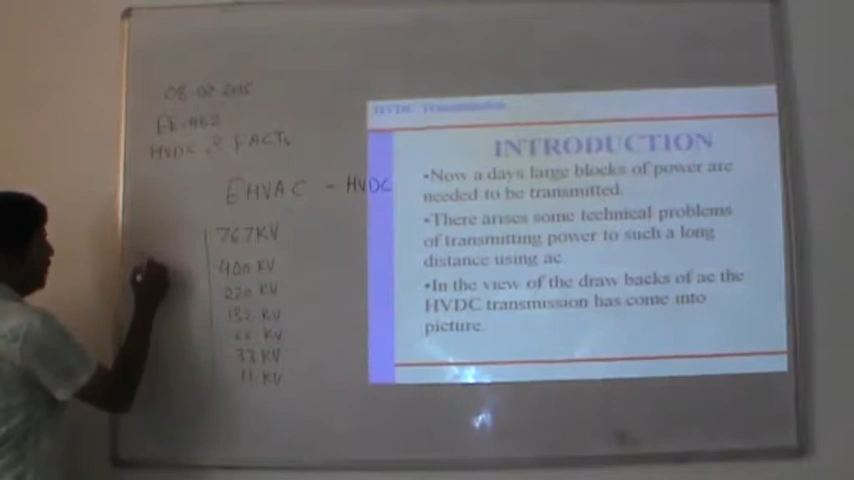 08-02-2015
EE-462
HVDC & FACTs
EHVAC - HVDC
767KV
400 KV
220 KV
132 KV
66 KV
33 KV
11 KV
HVDC Transmission
INTRODUCTION
•Now a days large blocks of power are
needed to be transmitted.
•There arises some technical problems
of transmitting power to such a long
distance using ac.
•In the view of the draw backs of ac the
HVDC transmission has come into
picture.